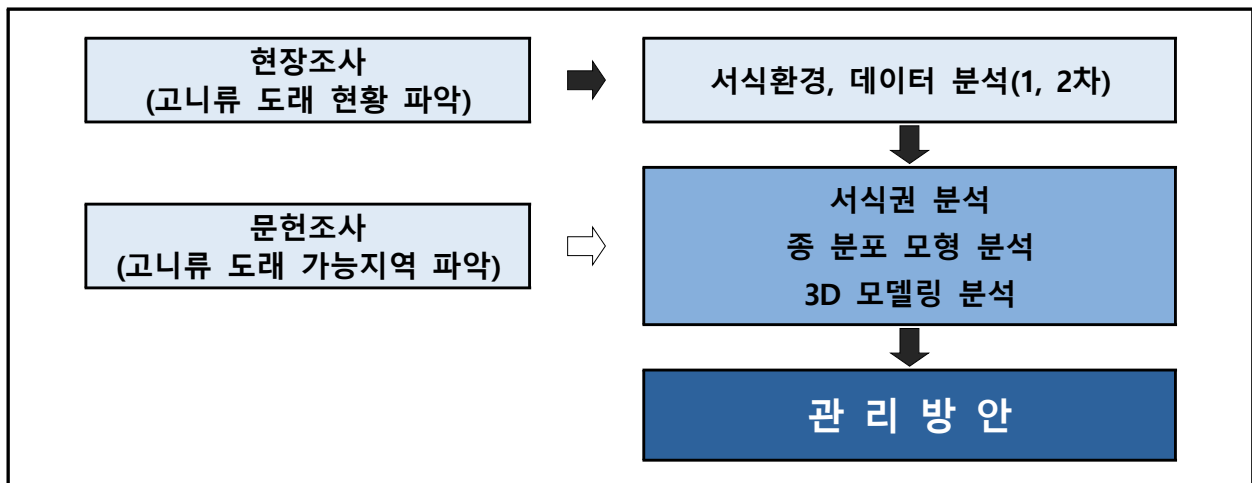 현장조사
(고니류 도래 현황 파악)
서식환경, 데이터 분석(1, 2차)
문헌조사
(고니류 도래 가능지역 파악)
서식권 분석
종 분포 모형 분석
3D 모델링 분석
관 리 방 안